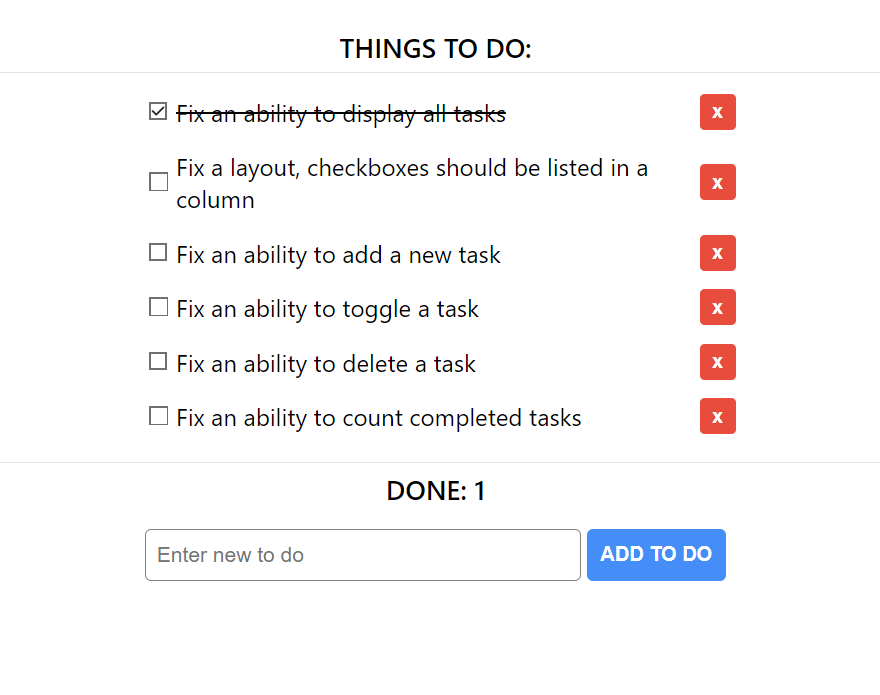 THINGS TO DO:
Fix an ability to display all tasks x
Fix a layout, checkboxes should be listed in a
column x
Fix an ability to add a new task x
Fix an ability to toggle a task x
Fix an ability to delete a task x
Fix an ability to count completed tasks x
DONE: 1
Enter new to do ADD TO DO